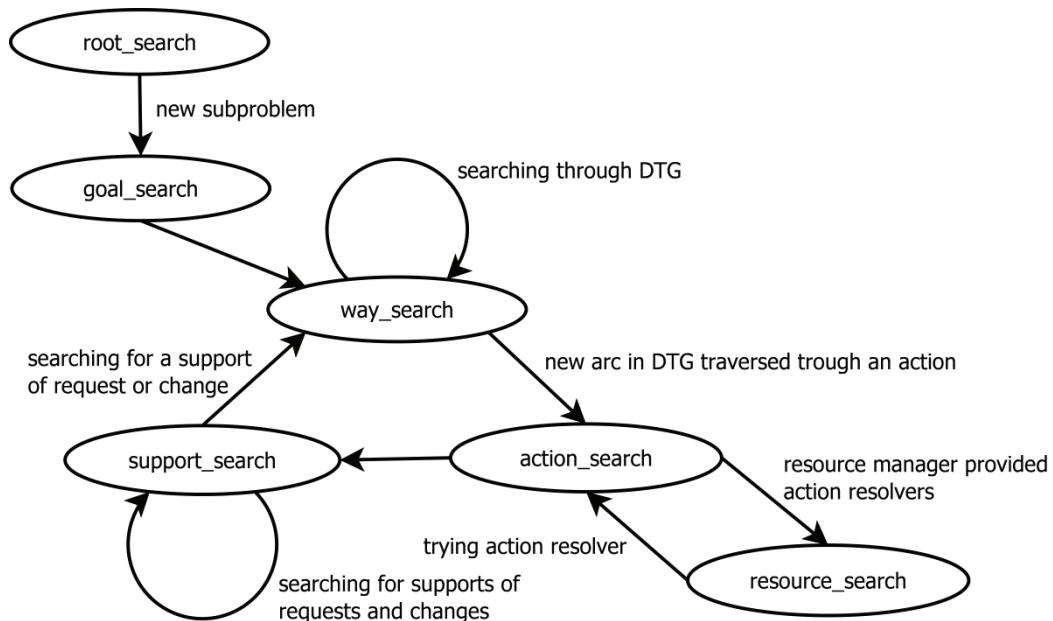 root_search
new subproblem
goal_search
searching through DTG
way_search
searching for a support
of request or change
new arc in DTG traversed trough an action
support_search
action_search
resource manager provided
action resolvers
trying action resolver
resource_search
searching for supports of
requests and changes